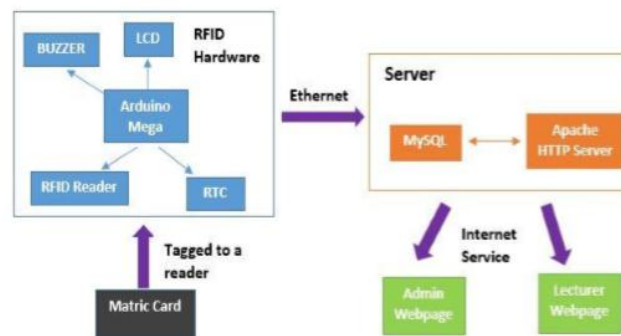 BUZZER
LCD
RFID
Hardware
Arduino
Mega
RFID Reader
RTC
Ethernet
Server
MySQL
Apache
HTTP Server
Tagged to a
reader
Matric Card
Internet
Service
Admin
Webpage
Lecturer
Webpage